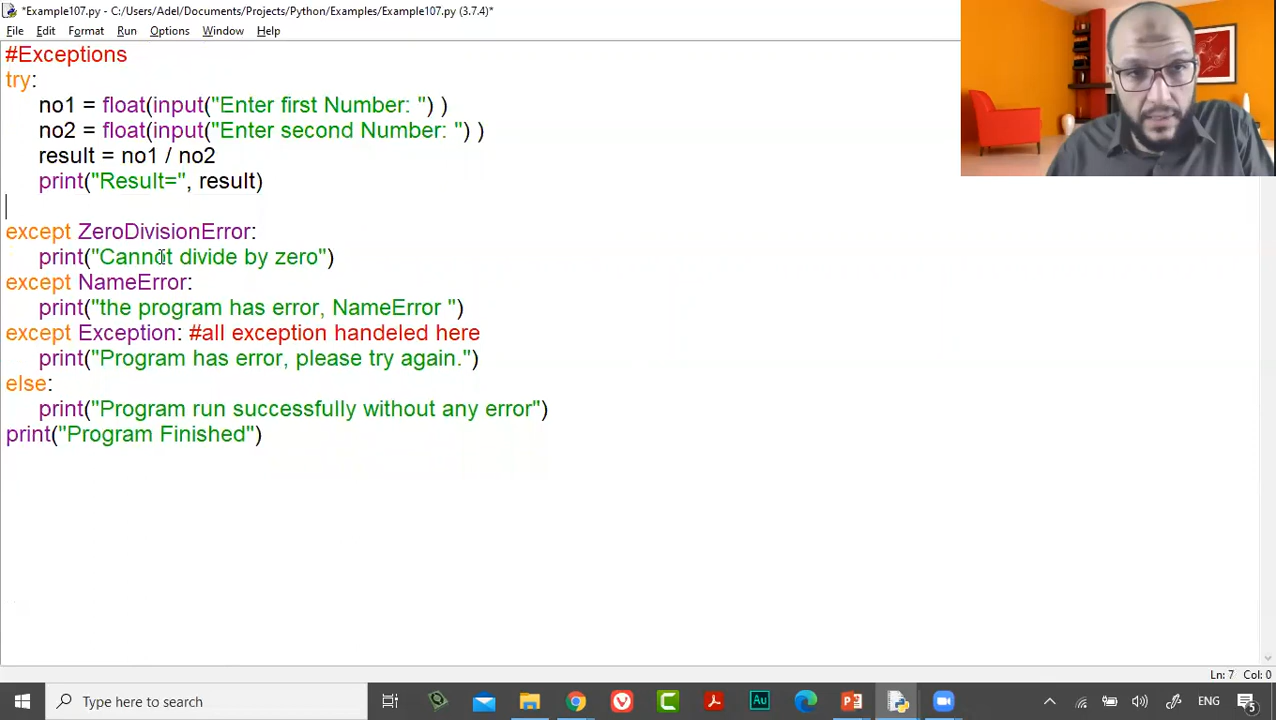 *Example107.py - C:/Users/Adel/Documents/Projects/Python/Examples/Example107.py (3.7.4)*
File Edit Format Run Options Window Help
#Exceptions
try:
no1 = float(input("Enter first Number: ") )
no2 = float(input("Enter second Number: ") )
result = no1 / no2
print("Result=", result)
except ZeroDivisionError:
print("Cannot divide by zero")
except NameError:
print("the program has error, NameError ")
except Exception: #all exception handeled here
print("Program has error, please try again.")
else:
print("Program run successfully without any error")
print("Program Finished")
Ln: 7 Col: 0
Type here to search
Au
ENG
5